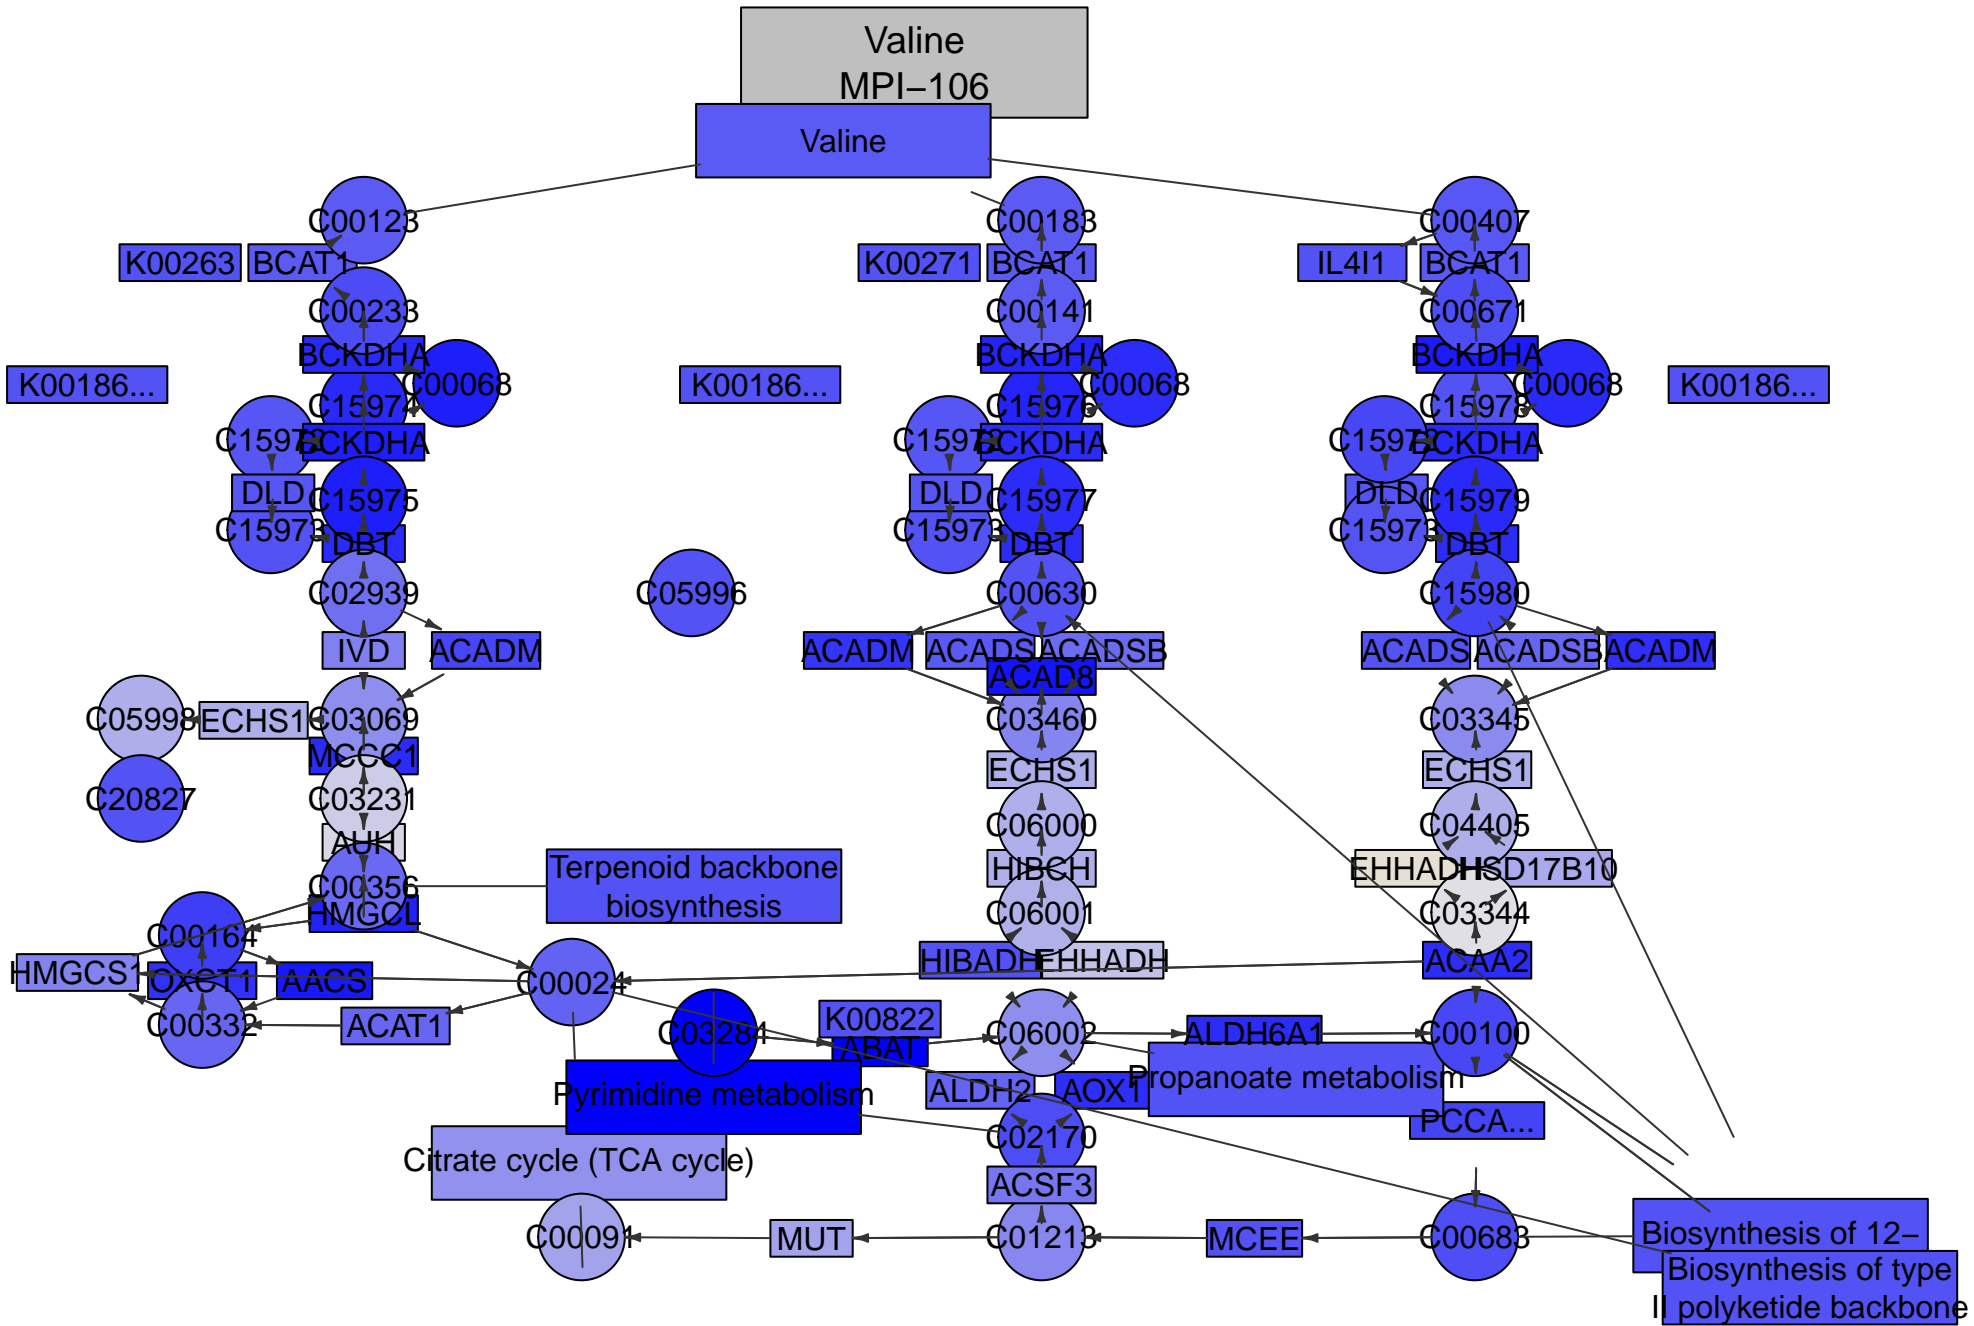 Valine
MPI−106
Valine
C00123
C00183
C00407
K00263
BCAT1
K00271
BCAT1
IL4I1
BCAT1
C00233
C00141
C00671
BCKDHA
BCKDHA
BCKDHA
K00186...
C00068
K00186...
C00068
C00068
K00186...
C15974
C15976
C15978
C15972
BCKDHA
C15972
BCKDHA
C15972
BCKDHA
DLD
C15975
DLD
C15977
DLD
C15979
C15973
DBT
C15973
DBT
C15973
DBT
C02939
C05996
C00630
C15980
IVD
ACADM
ACADM
ACADS
ACADSB
ACADS
ACADSB
ACADM
ACAD8
C05998
ECHS1
C03069
C03460
C03345
MCCC1
ECHS1
ECHS1
C20827
C03231
C06000
C04405
AUH
HIBCH
EHHADH
HSD17B10
Terpenoid backbone
biosynthesis
C00356
HMGCL
C06001
C03344
C00164
HMGCS1
OXCT1
AACS
C00024
HIBADH
EHHADH
ACAA2
C00332
ACAT1
C03284
K00822
ABAT
C06002
ALDH6A1
C00100
Pyrimidine metabolism
ALDH2
AOX1
Propanoate metabolism
PCCA...
C02170
Citrate cycle (TCA cycle)
ACSF3
C00091
MUT
C01213
MCEE
C00683
Biosynthesis of 12−
Biosynthesis of type
II polyketide backbone